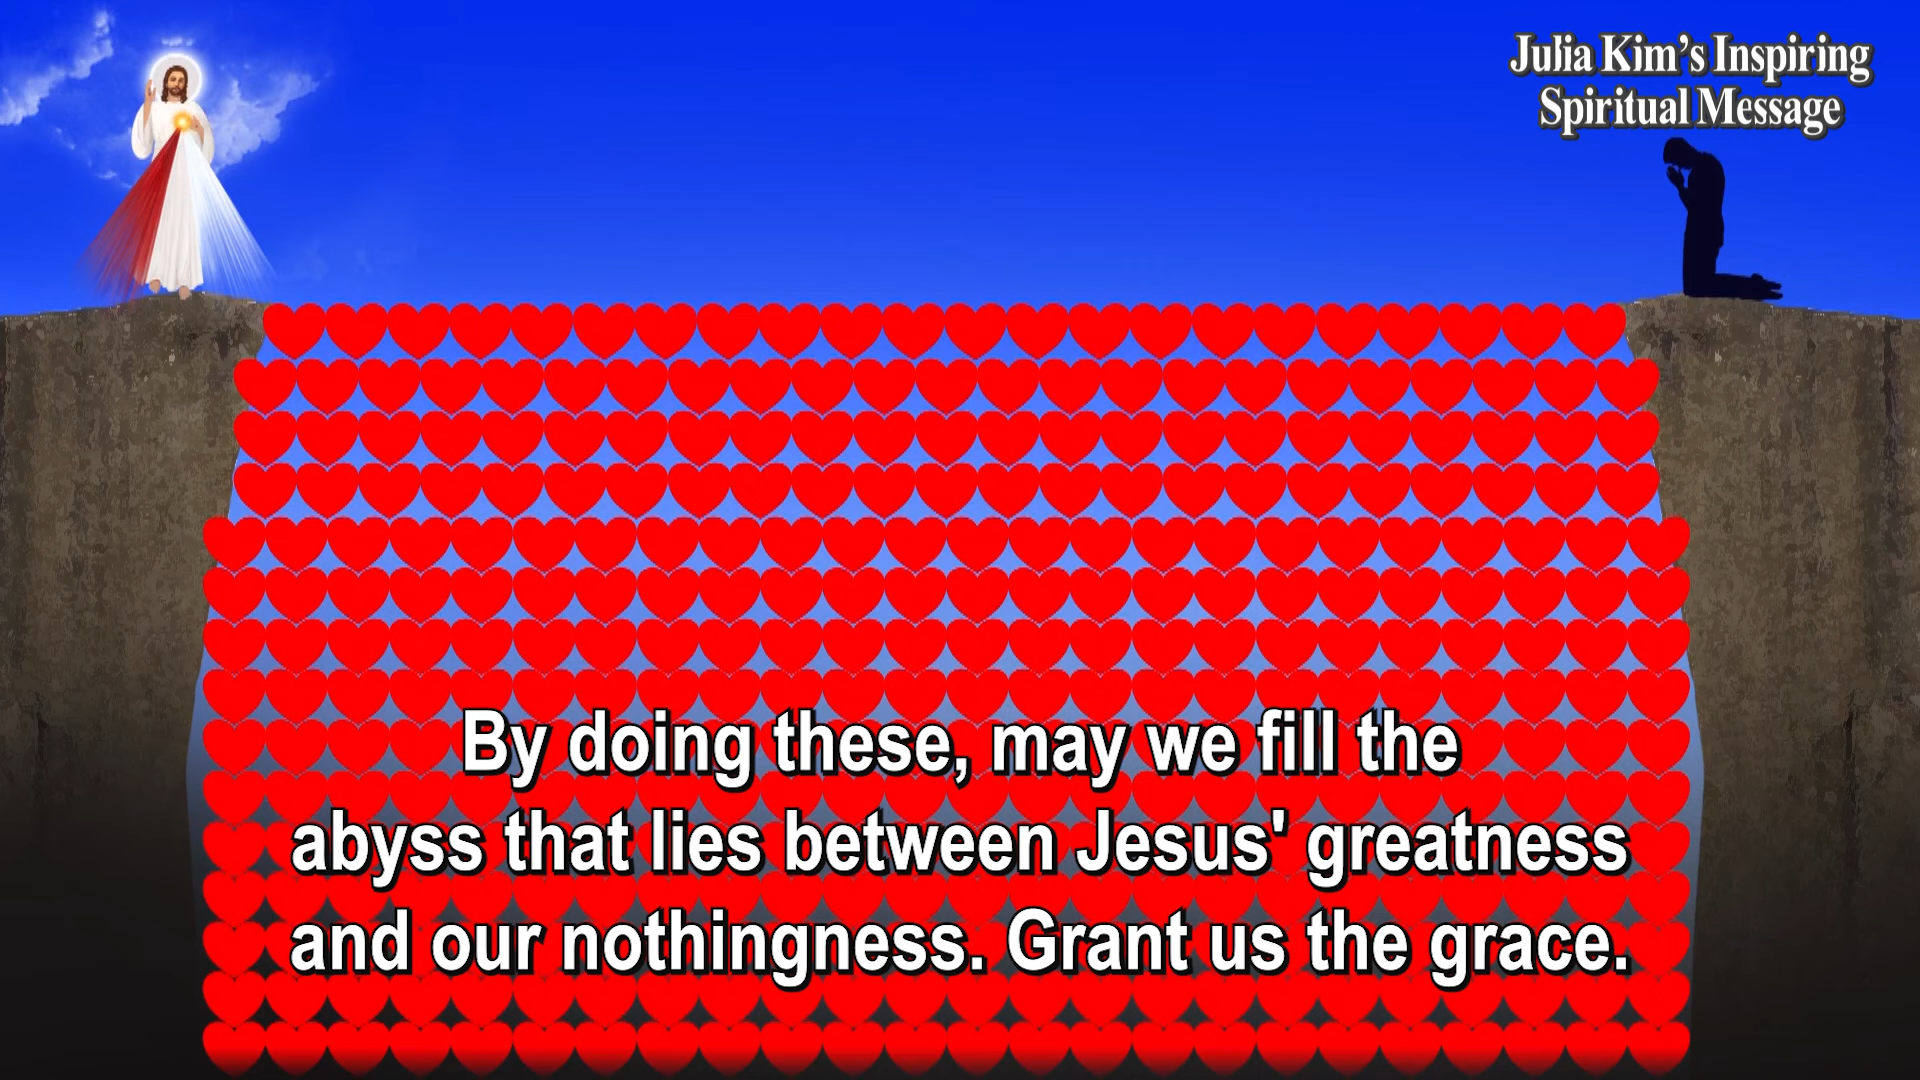 Julia Kim’s Inspiring
Spiritual Message
By doing these, may we fill the
abyss that lies between Jesus' greatness
and our nothingness. Grant us the grace.